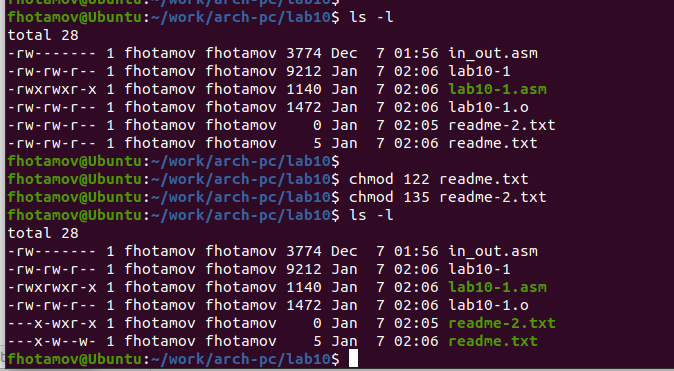 fhotamov@Ubuntu:~/work/arch-pc/lab10$
fhotamov@Ubuntu:~/work/arch-pc/lab10$ ls -l
total 28
-rw------- 1 fhotamov fhotamov 3774 Dec  7 01:56 in_out.asm
-rw-rw-r-- 1 fhotamov fhotamov 9212 Jan  7 02:06 lab10-1
-rwxrwxr-x 1 fhotamov fhotamov 1140 Jan  7 02:06 lab10-1.asm
-rw-rw-r-- 1 fhotamov fhotamov 1472 Jan  7 02:06 lab10-1.o
-rw-rw-r-- 1 fhotamov fhotamov    0 Jan  7 02:05 readme-2.txt
-rw-rw-r-- 1 fhotamov fhotamov    5 Jan  7 02:06 readme.txt
fhotamov@Ubuntu:~/work/arch-pc/lab10$
fhotamov@Ubuntu:~/work/arch-pc/lab10$ chmod 122 readme.txt
fhotamov@Ubuntu:~/work/arch-pc/lab10$ chmod 135 readme-2.txt
fhotamov@Ubuntu:~/work/arch-pc/lab10$ ls -l
total 28
-rw------- 1 fhotamov fhotamov 3774 Dec  7 01:56 in_out.asm
-rw-rw-r-- 1 fhotamov fhotamov 9212 Jan  7 02:06 lab10-1
-rwxrwxr-x 1 fhotamov fhotamov 1140 Jan  7 02:06 lab10-1.asm
-rw-rw-r-- 1 fhotamov fhotamov 1472 Jan  7 02:06 lab10-1.o
---x-wxr-x 1 fhotamov fhotamov    0 Jan  7 02:05 readme-2.txt
---x-w--w- 1 fhotamov fhotamov    5 Jan  7 02:06 readme.txt
fhotamov@Ubuntu:~/work/arch-pc/lab10$